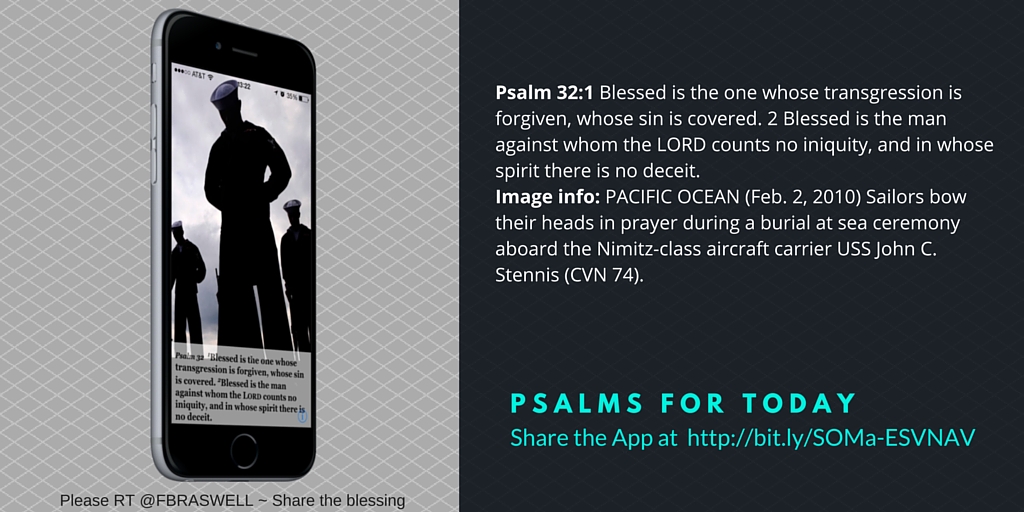 AT&T 13:22 35%
Psalm 32 ¹Blessed is the one whose
transgression is forgiven, whose sin
is covered. ²Blessed is the man
against whom the LORD counts no
iniquity, and in whose spirit there is
no deceit.
Please RT @FBRASWELL ~ Share the blessing
Psalm 32:1 Blessed is the one whose transgression is
forgiven, whose sin is covered. 2 Blessed is the man
against whom the LORD counts no iniquity, and in whose
spirit there is no deceit.
Image info: PACIFIC OCEAN (Feb. 2, 2010) Sailors bow
their heads in prayer during a burial at sea ceremony
aboard the Nimitz-class aircraft carrier USS John C.
Stennis (CVN 74).
PSALMS FOR TODAY
Share the App at http://bit.ly/SOMa-ESVNAV